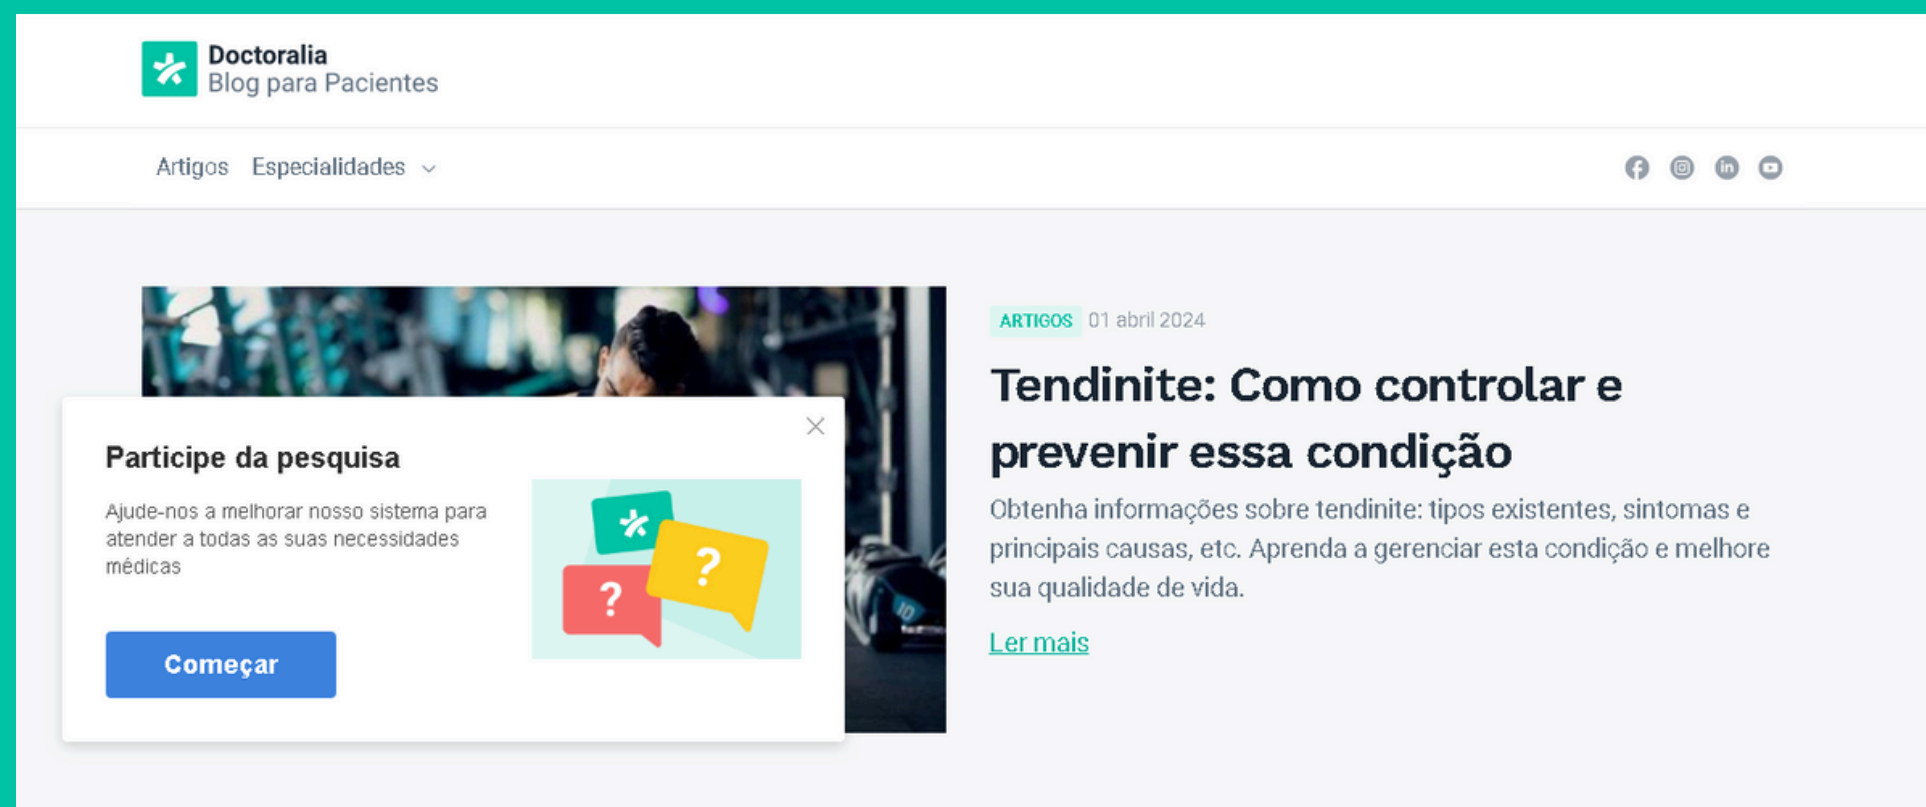 Doctoralia
Blog para Pacientes
Artigos Especialidades
ARTIGOS 01 abril 2024
Tendinite: Como controlar e
prevenir essa condição
Obtenha informações sobre tendinite: tipos existentes, sintomas e
principais causas, etc. Aprenda a gerenciar esta condição e melhore
sua qualidade de vida.
Ler mais
Participe da pesquisa
Ajude-nos a melhorar nosso sistema para
atender a todas as suas necessidades
médicas
? ?
Começar
10